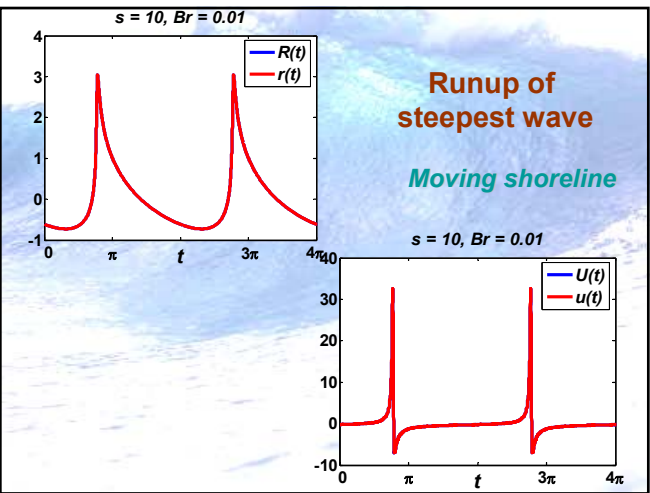 s = 10, Br = 0.01
4
3
2
1
0
-1
R(t)
r(t)
0
π
t
3π
4π
Runup of
steepest wave
Moving shoreline
s = 10, Br = 0.01
40
30
20
10
0
-10
U(t)
u(t)
0
π
t
3π
4π